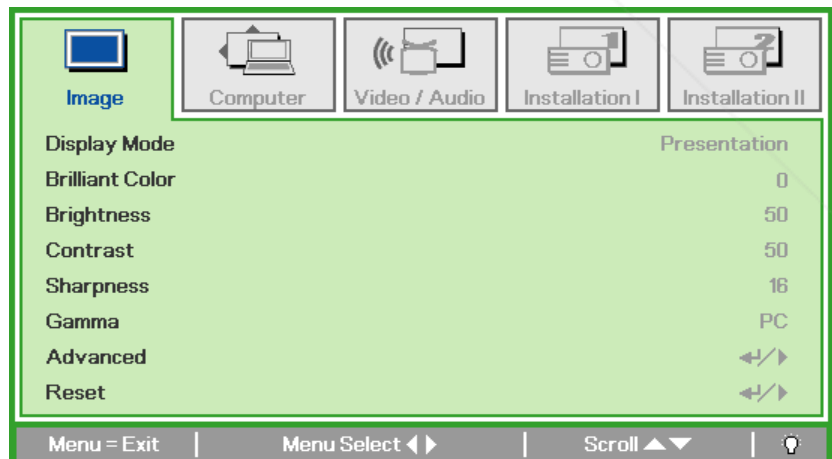 Image Computer Video / Audio Installation I Installation II
Display Mode Presentation
Brilliant Color 0
Brightness 50
Contrast 50
Sharpness 16
Gamma PC
Advanced
Reset
Menu = Exit Menu Select Scroll